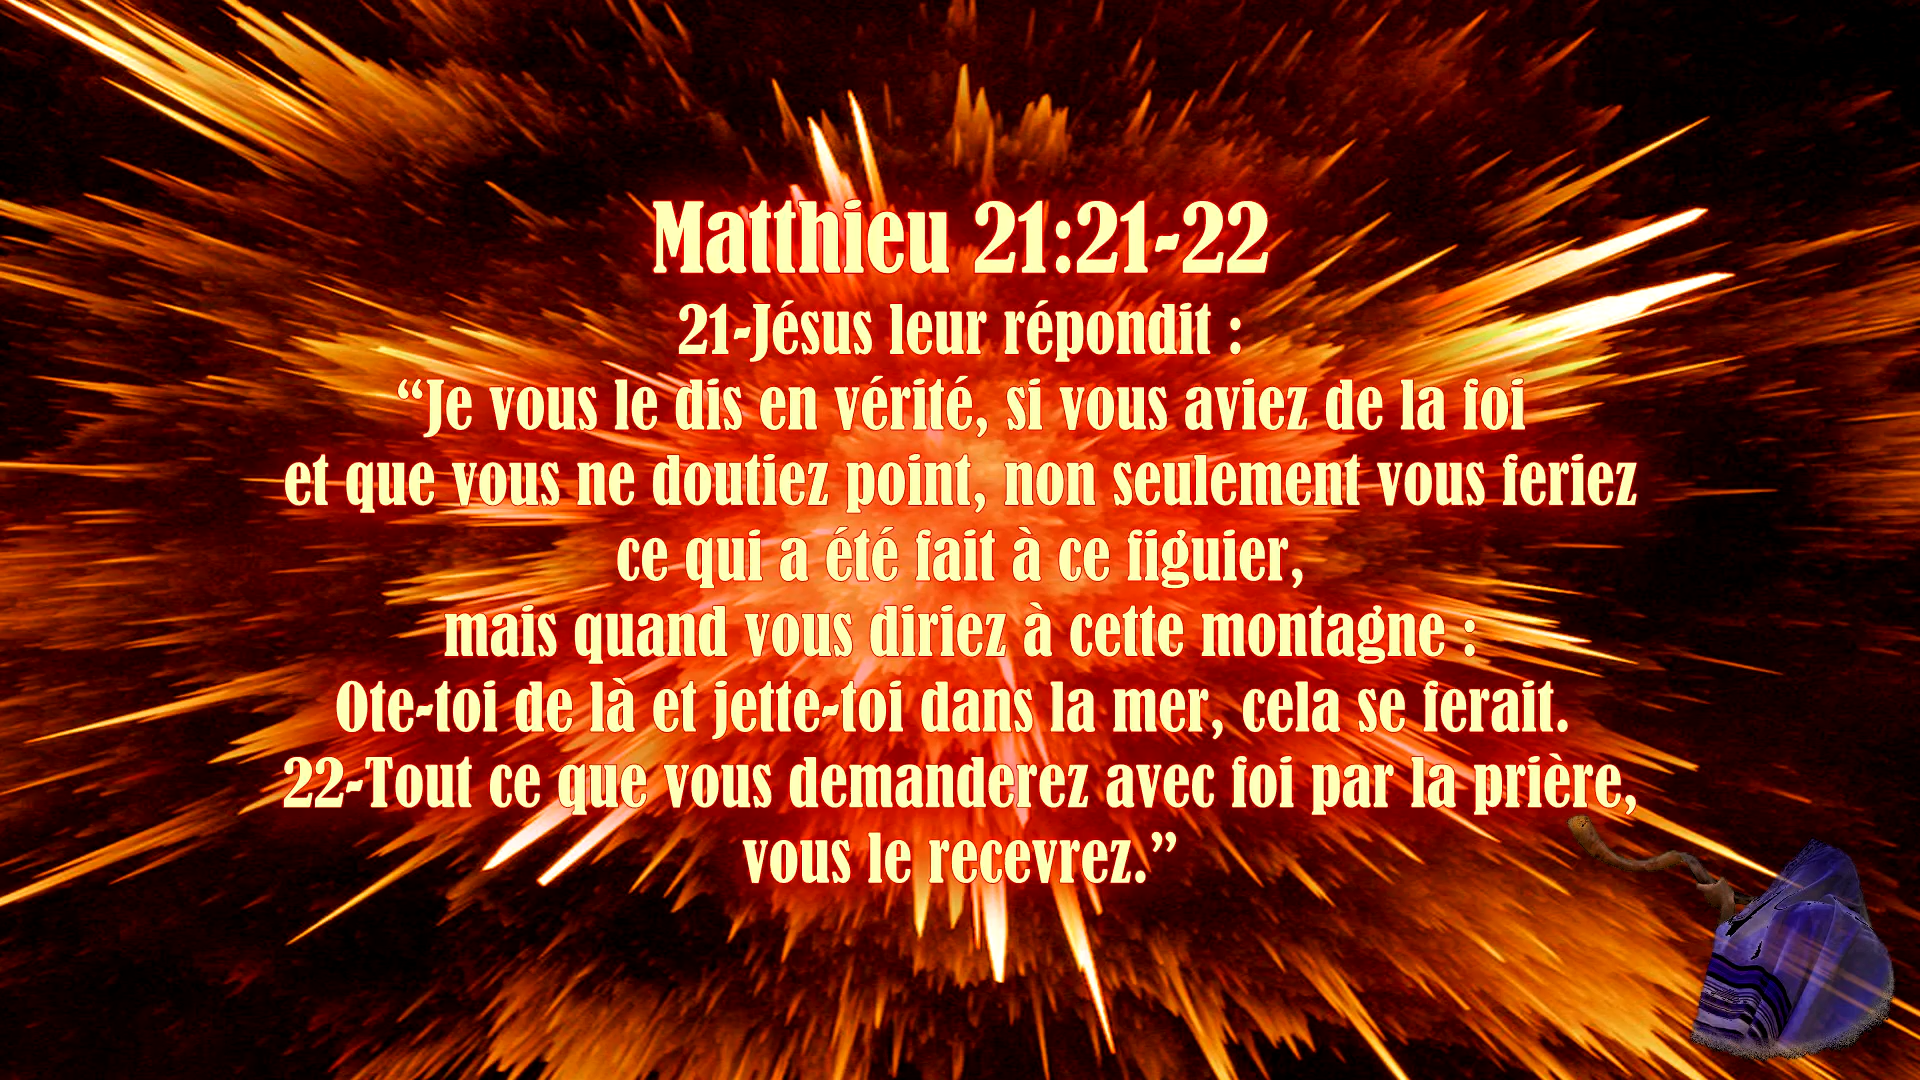 Matthieu 21:21-22
21-Jésus leur répondit :
“Je vous le dis en vérité, si vous aviez de la foi
et que vous ne doutiez point, non seulement vous feriez
ce qui a été fait à ce figuier,
mais quand vous diriez à cette montagne :
Ote-toi de là et jette-toi dans la mer, cela se ferait.
22-Tout ce que vous demanderez avec foi par la prière,
vous le recevrez.”